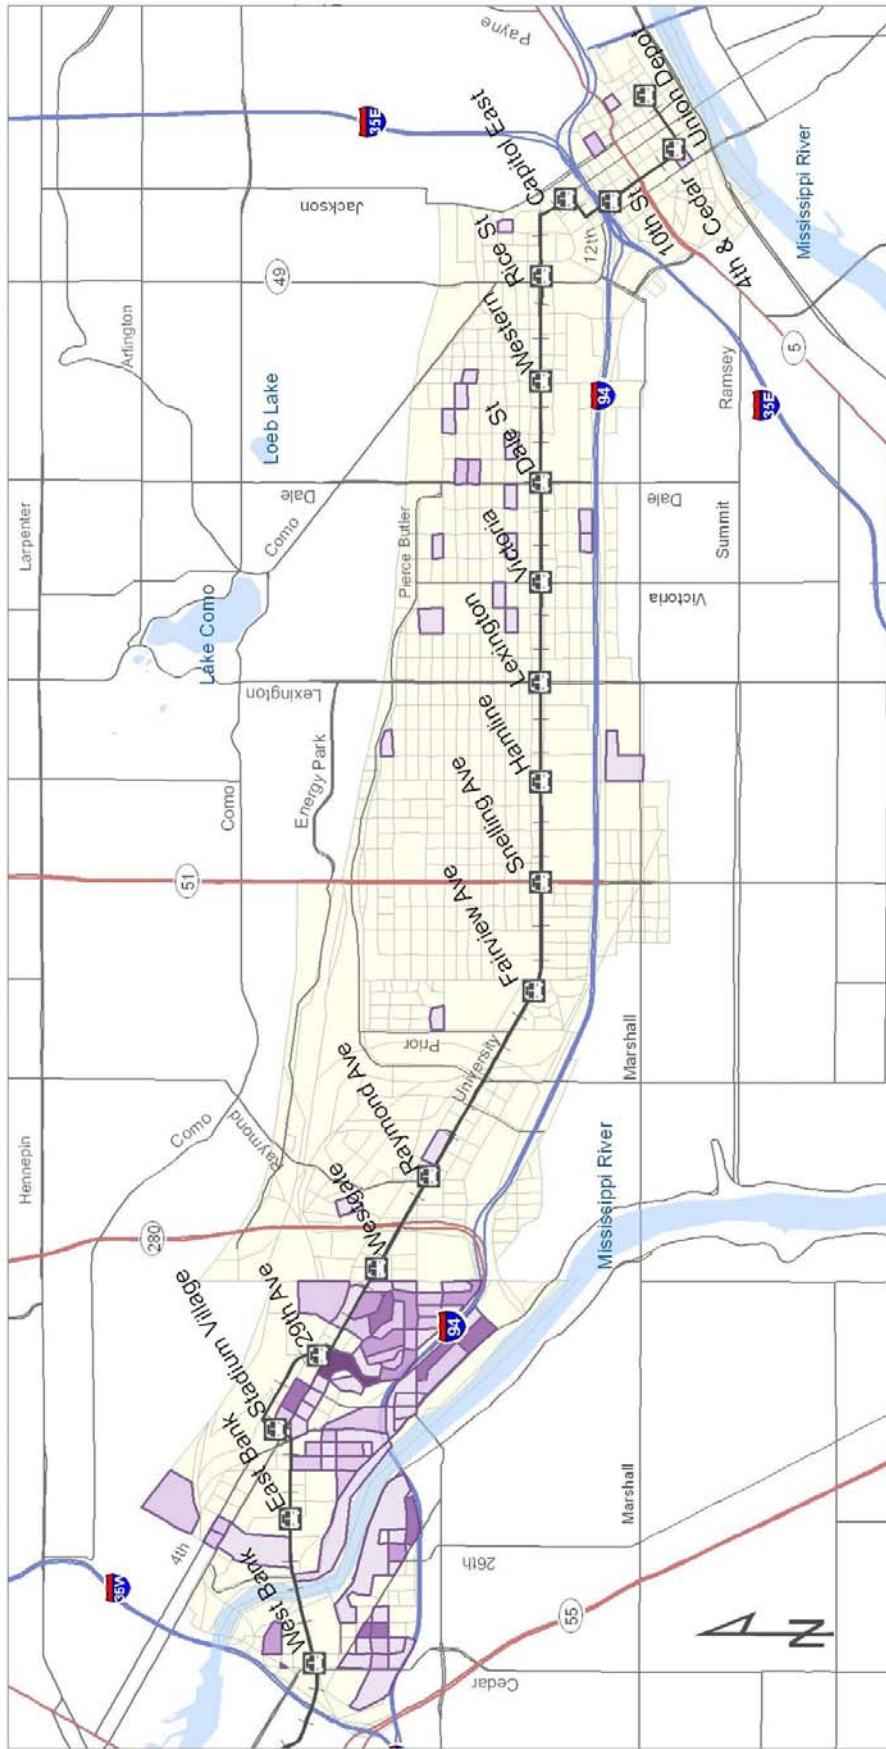 Payne
35E
Jackson
49
Arlington
Loeb Lake
Larpenter
Dale
Como
Lake Como
Pierce Butler
Lexington
Energy Park
Como
51
Hennepin
Como
Raymond
280
4th
35W
Union Depot
4th & Cedar
10th St
Capitol East
Rice St
Western
Dale St
Victoria
Lexington
Hamline
Snelling Ave
Fairview Ave
Raymond Ave
Westgate
29th Ave
Stadium Village
East Bank
West Bank
12th
94
Mississippi River
5
Ramsey
35E
Dale
Summit
Victoria
Prior
University
Marshall
Mississippi River
94
Marshall
26th
55
Cedar
N